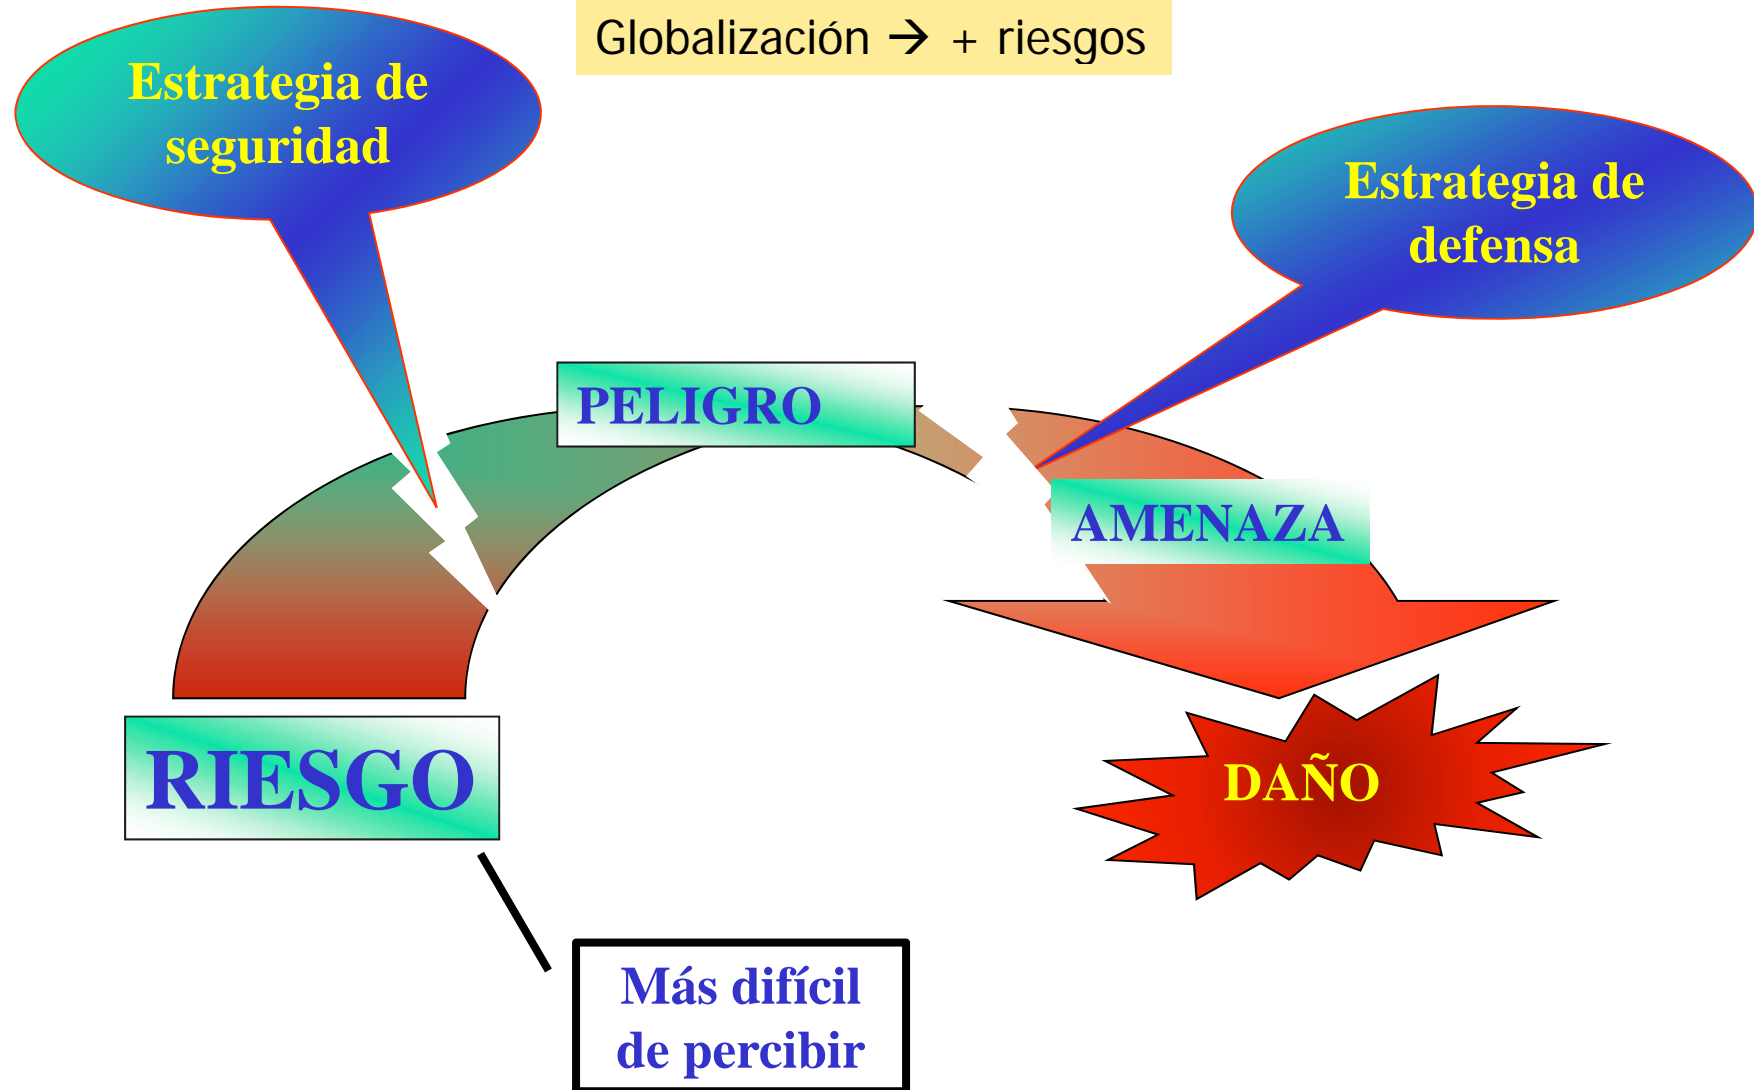 Globalización → + riesgos
Estrategia de
seguridad
Estrategia de
defensa
PELIGRO
AMENAZA
RIESGO
DAÑO
Más difícil
de percibir